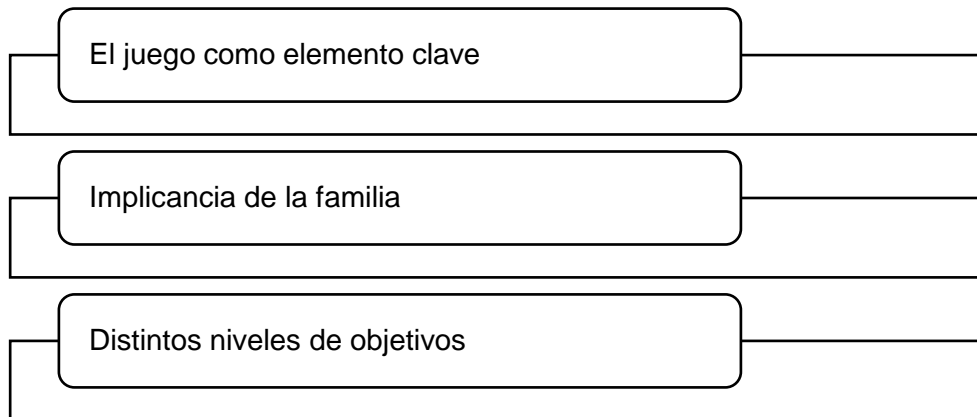 El juego como elemento clave
Implicancia de la familia
Distintos niveles de objetivos